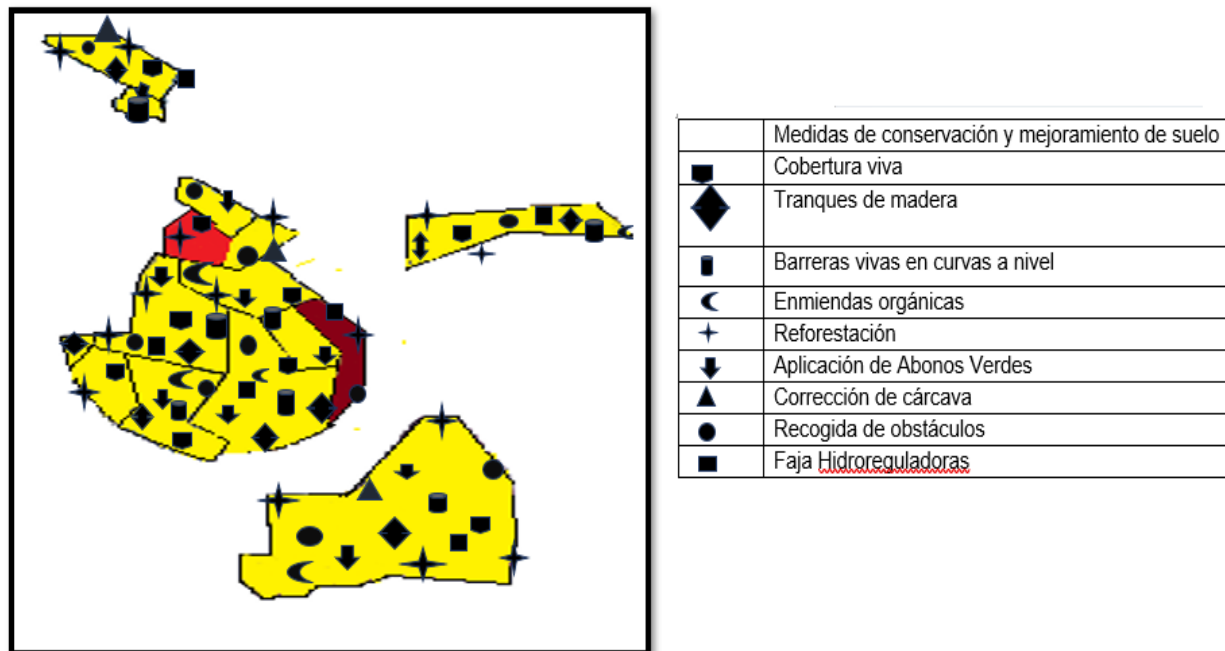 Medidas de conservación y mejoramiento de suelo
Cobertura viva
Tranques de madera
Barreras vivas en curvas a nivel
Enmiendas orgánicas
Reforestación
Aplicación de Abonos Verdes
Corrección de cárcava
Recogida de obstáculos
Faja Hidroreguladoras